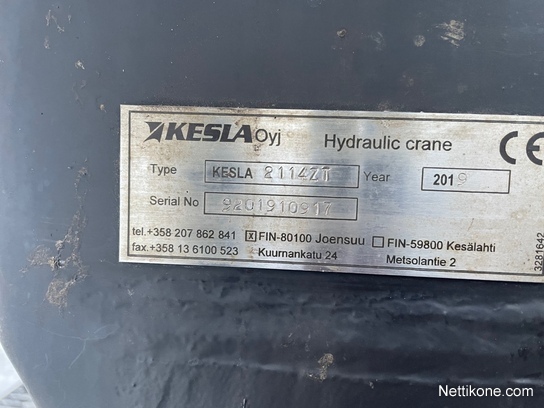 KESLA Oyj Hydraulic crane CE
Type KESLA 2114ZT Year 2019
Serial No 9201910917
tel.+358 207 862 841 x FIN-80100 Joensuu FIN-59800 Kesälahti
fax.+358 13 6100 523 Kuurnankatu 24 Metsolantie 2
3281642
Nettikone.com